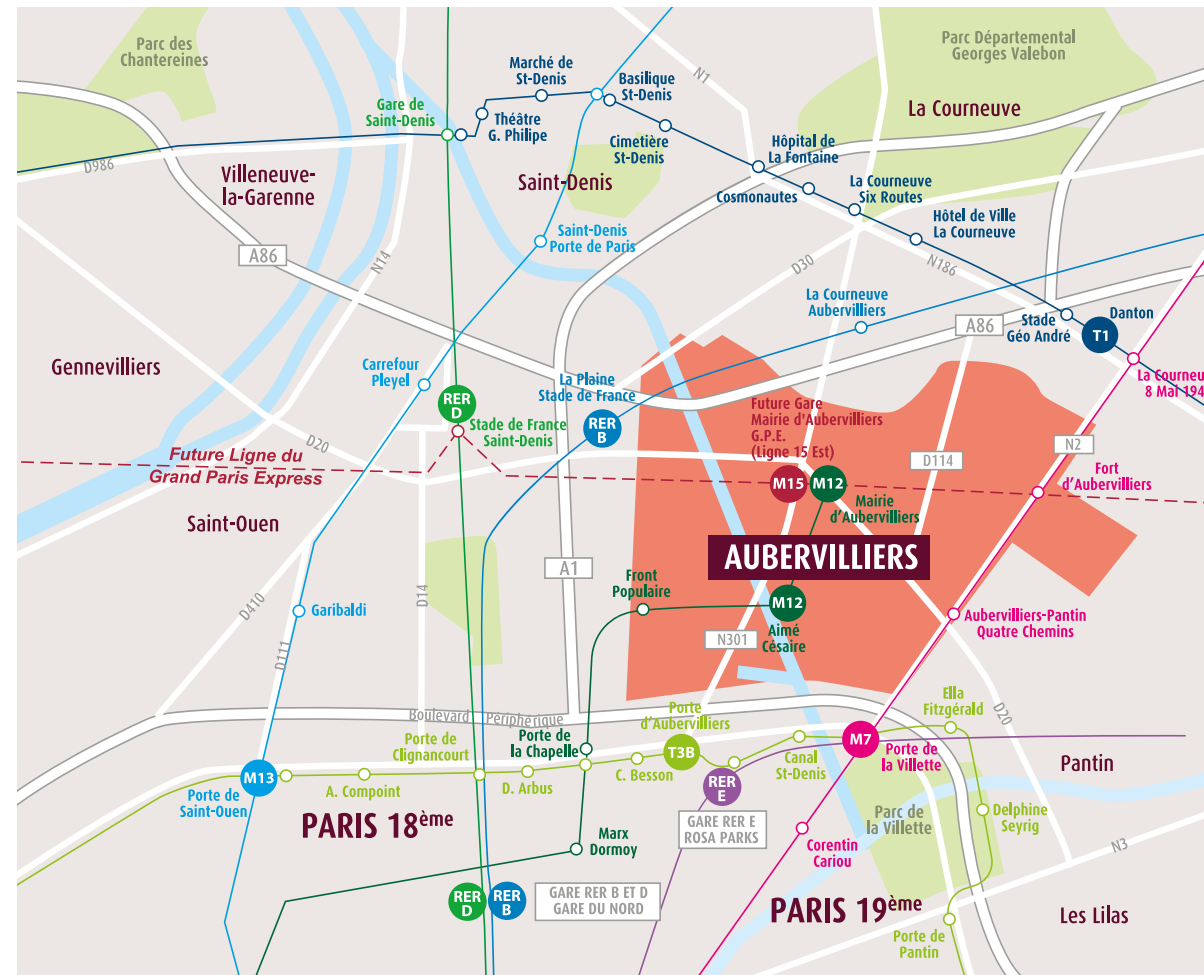 Parc des
Chantereines
Parc Départemental
Georges Valebon
Marché de
St-Denis
Basilique
St-Denis
N1
La Courneuve
Gare de
Saint-Denis
Théâtre
G. Philipe
Cimetière
St-Denis
Hôpital de
La Fontaine
D986
Villeneuve-
la-Garenne
Saint-Denis
Cosmonautes
La Courneuve
Six Routes
Hôtel de Ville
La Courneuve
Saint-Denis
Porte de Paris
A86
N14
D30
N186
La Courneuve
Aubervilliers
A86
Stade
Géo André
Danton
T1
Gennevilliers
Carrefour
Pleyel
La Plaine
Stade de France
La Courneu
8 Mai 194
RER
D
RER
B
Stade de France
Saint-Denis
Future Gare
Mairie d'Aubervilliers
G.P.E.
(Ligne 15 Est)
D20
N2
D114
Future Ligne du
Grand Paris Express
M15
M12
Fort
d'Aubervilliers
Mairie
d'Aubervilliers
Saint-Ouen
AUBERVILLIERS
A1
Front
Populaire
D410
D14
Garibaldi
M12
Aimé
Césaire
Aubervilliers-Pantin
Quatre Chemins
N301
D111
Boulevard Périphérique
Porte
d'Aubervilliers
Ella
Fitzgérald
D20
Porte de
Clignancourt
Porte de
la Chapelle
T3B
M7
Porte de
la Villette
Canal
St-Denis
Pantin
M13
Porte de
Saint-Ouen
A. Compoint
D. Arbus
C. Besson
RER
E
GARE RER E
ROSA PARKS
Parc de
la Villette
Delphine
Seyrig
PARIS 18ème
Marx
Dormoy
Corentin
Cariou
N3
RER
D
RER
B
GARE RER B ET D
GARE DU NORD
PARIS 19ème
Les Lilas
Porte de
Pantin